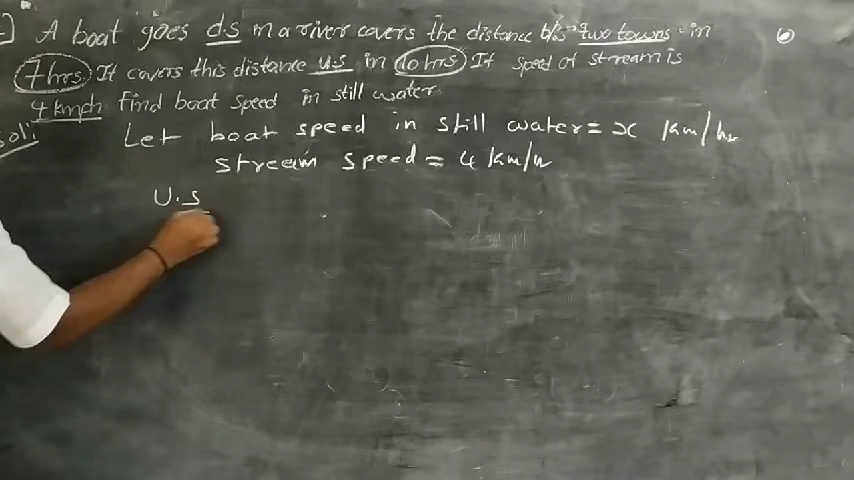 A boat goes d.s in a river covers the distance b/w two towns in
7hrs It covers this distance u.s in 10 hrs If speed of stream is
4 kmph find boat speed in still water.
Sol: Let boat speed in still water = x km/hr
stream speed = 4 km/h
U.S